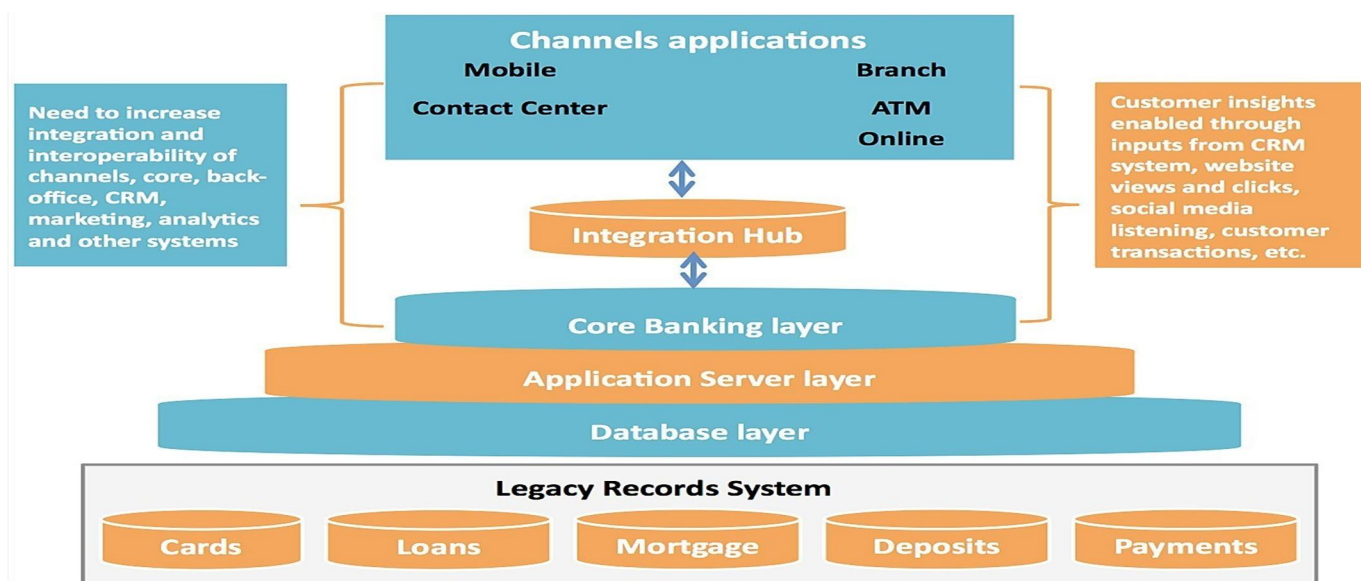 Channels applications
Mobile
Branch
Contact Center
ATM
Online
Need to increase
integration and
interoperability of
channels, core, back-
office, CRM,
marketing, analytics
and other systems
Customer insights
enabled through
inputs from CRM
system, website
views and clicks,
social media
listening, customer
transactions, etc.
Integration Hub
Core Banking layer
Application Server layer
Database layer
Legacy Records System
Cards
Loans
Mortgage
Deposits
Payments